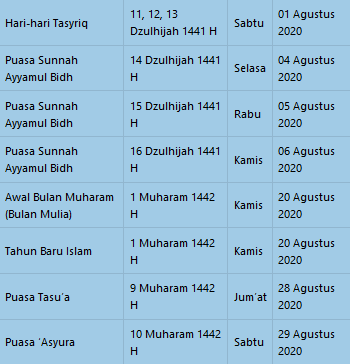 Hari-hari Tasyriq 11, 12, 13 Dzulhijah 1441 H Sabtu 01 Agustus 2020
Puasa Sunnah Ayyamul Bidh 14 Dzulhijah 1441 H Selasa 04 Agustus 2020
Puasa Sunnah Ayyamul Bidh 15 Dzulhijah 1441 H Rabu 05 Agustus 2020
Puasa Sunnah Ayyamul Bidh 16 Dzulhijah 1441 H Kamis 06 Agustus 2020
Awal Bulan Muharam (Bulan Mulia) 1 Muharam 1442 H Kamis 20 Agustus 2020
Tahun Baru Islam 1 Muharam 1442 H Kamis 20 Agustus 2020
Puasa Tasu'a 9 Muharam 1442 H Jum'at 28 Agustus 2020
Puasa 'Asyura 10 Muharam 1442 H Sabtu 29 Agustus 2020